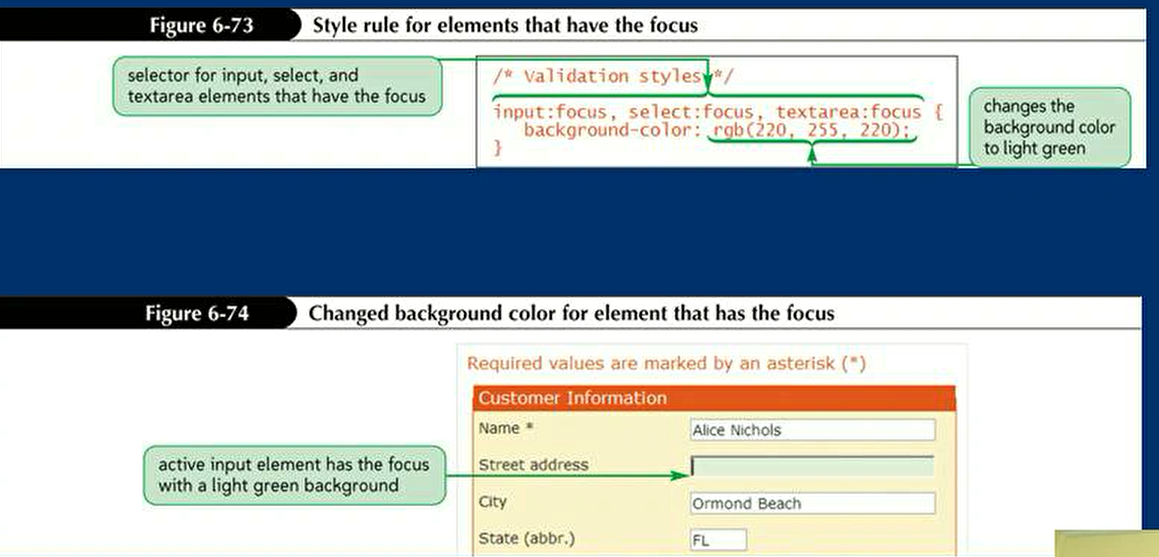 Figure 6-73 Style rule for elements that have the focus
selector for input, select, and
textarea elements that have the focus
/* Validation styles */
input:focus, select:focus, textarea:focus {
background-color: rgb(220, 255, 220);
}
changes the
background color
to light green
Figure 6-74 Changed background color for element that has the focus
Required values are marked by an asterisk (*)
Customer Information
Name * Alice Nichols
active input element has the focus
with a light green background
Street address
City Ormond Beach
State (abbr.) FL